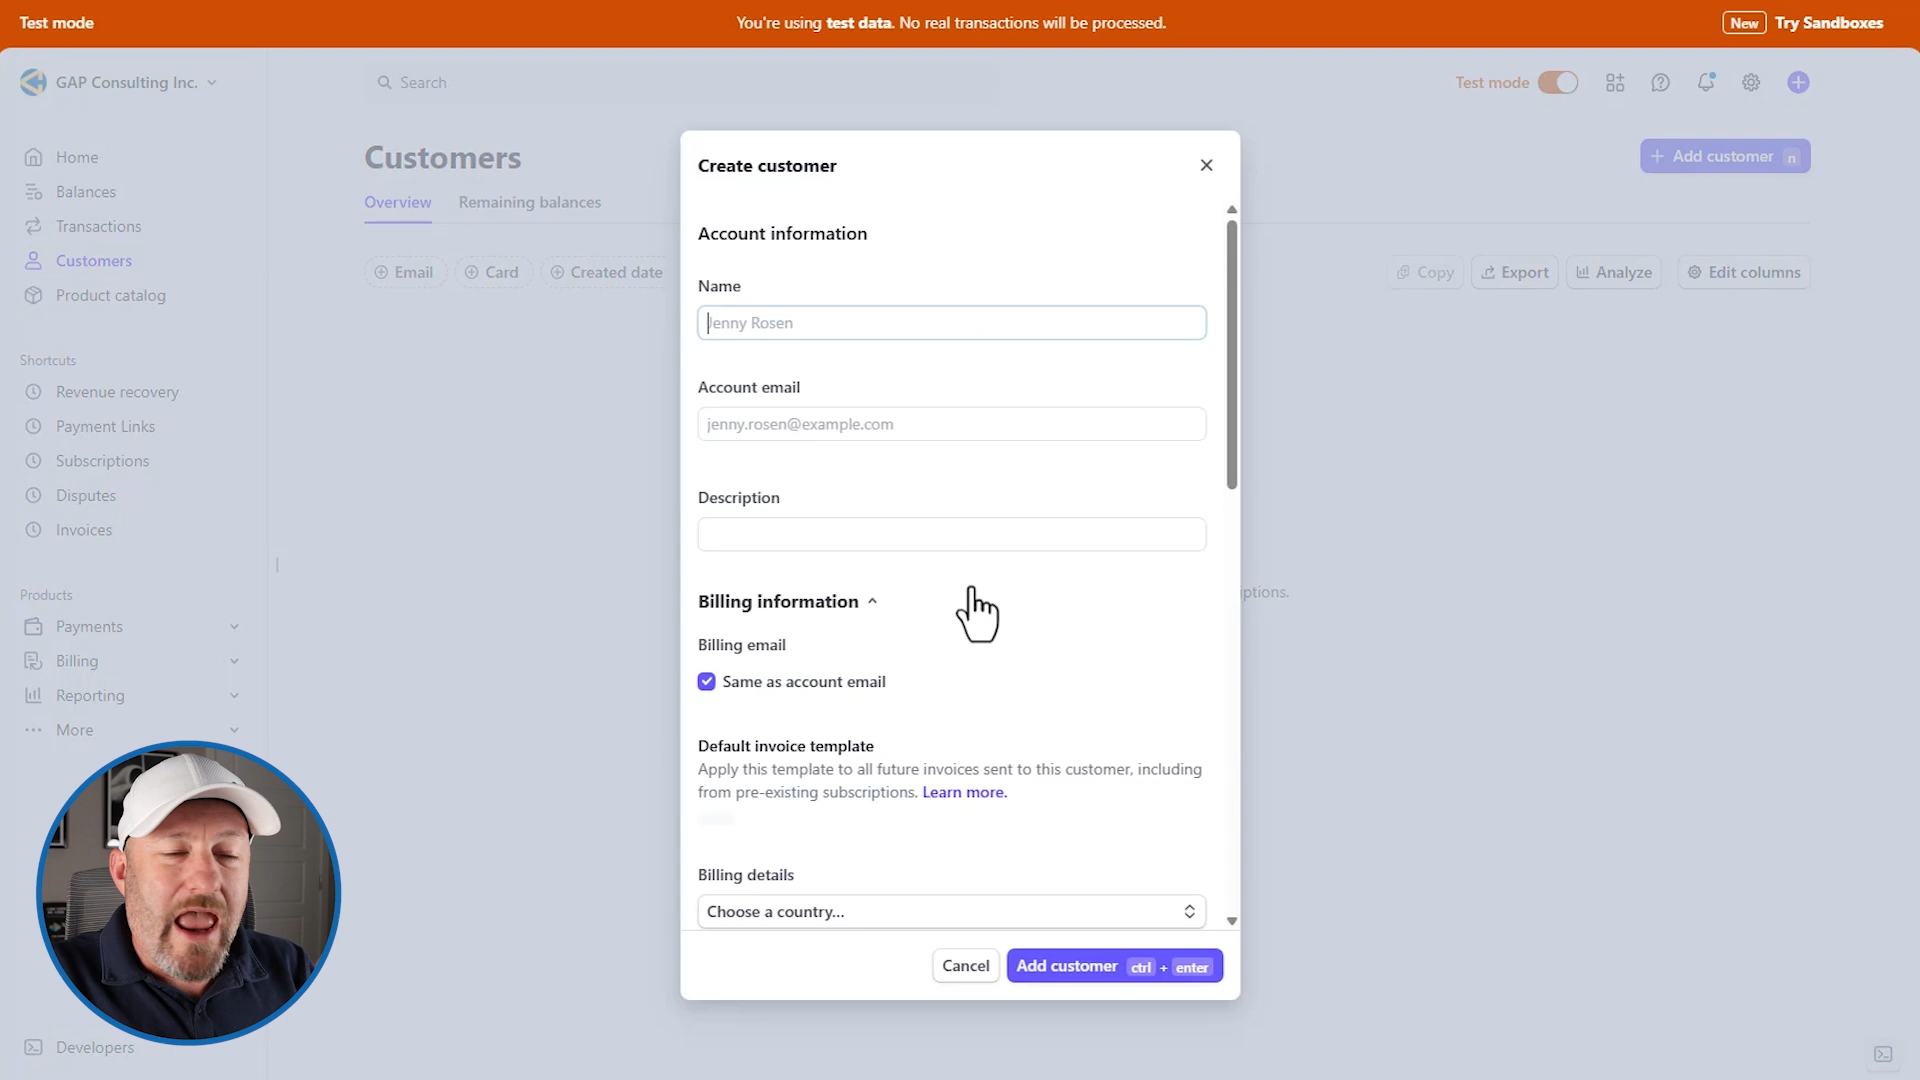 Test mode
You're using test data. No real transactions will be processed.
New Try Sandboxes
GAP Consulting Inc.
Search
Test mode
Home
Balances
Transactions
Customers
Product catalog
Shortcuts
Revenue recovery
Payment Links
Subscriptions
Disputes
Invoices
Products
Payments
Billing
Reporting
More
Developers
Customers
Add customer n
Overview Remaining balances
Email Card Created date
Copy Export Analyze Edit columns
Create customer
Account information
Name
Jenny Rosen
Account email
jenny.rosen@example.com
Description
Billing information
Billing email
Same as account email
Default invoice template
Apply this template to all future invoices sent to this customer, including
from pre-existing subscriptions. Learn more.
Billing details
Choose a country...
Cancel Add customer ctrl + enter